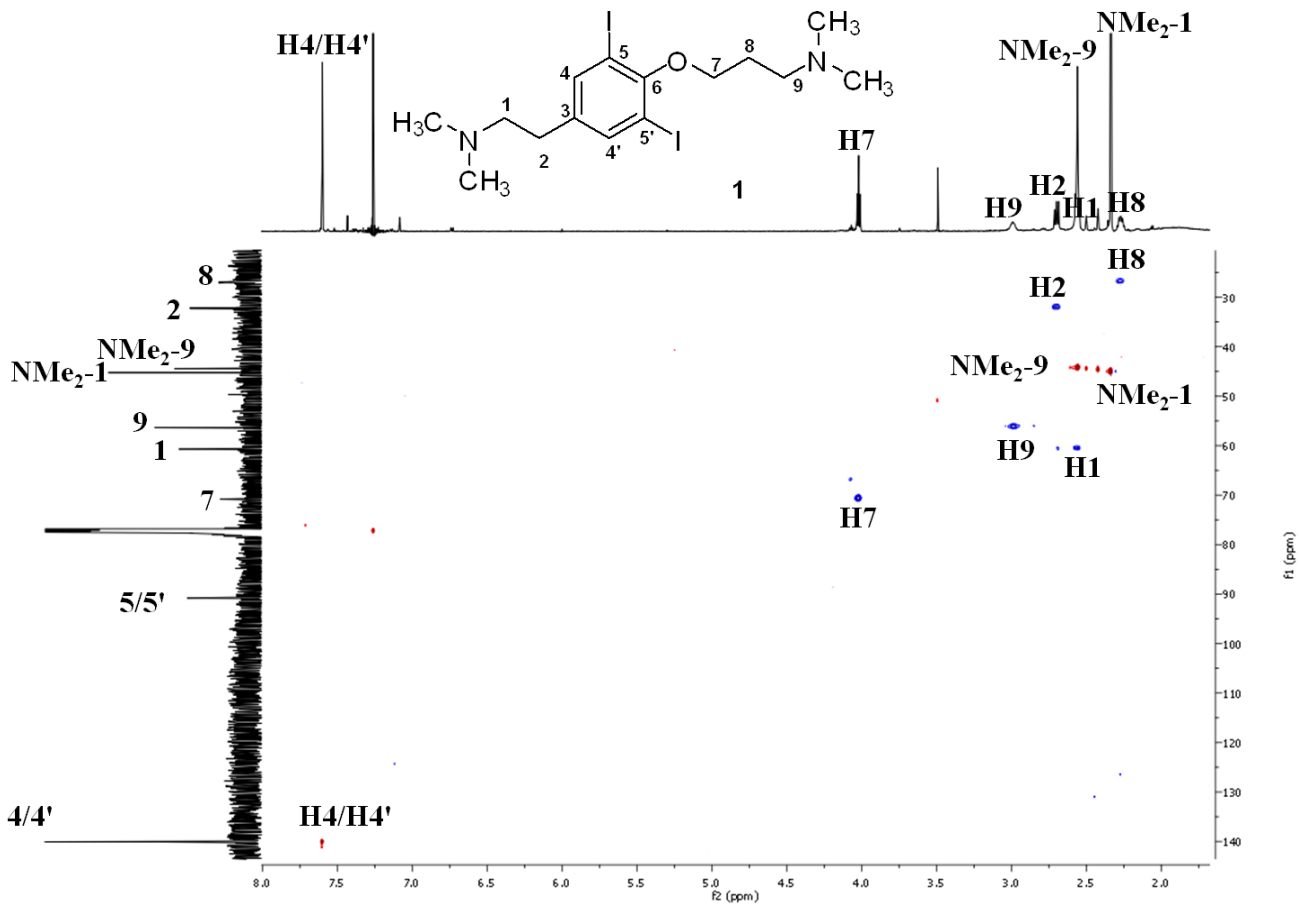 H4/H4'
NMe2-9
NMe2-1
H7
H9
H2
H1
H8
I
5
4
6
O
7
8
9
N
CH3
CH3
3
1
2
H3C
N
CH3
4'
5'
I
1
8
2
NMe2-9
NMe2-1
9
1
7
5/5'
4/4'
H8
H2
NMe2-9
NMe2-1
H9
H1
H7
H4/H4'
30
40
50
60
70
80
90
100
110
120
130
140
f1 (ppm)
8.0 7.5 7.0 6.5 6.0 5.5 5.0 4.5 4.0 3.5 3.0 2.5 2.0
f2 (ppm)